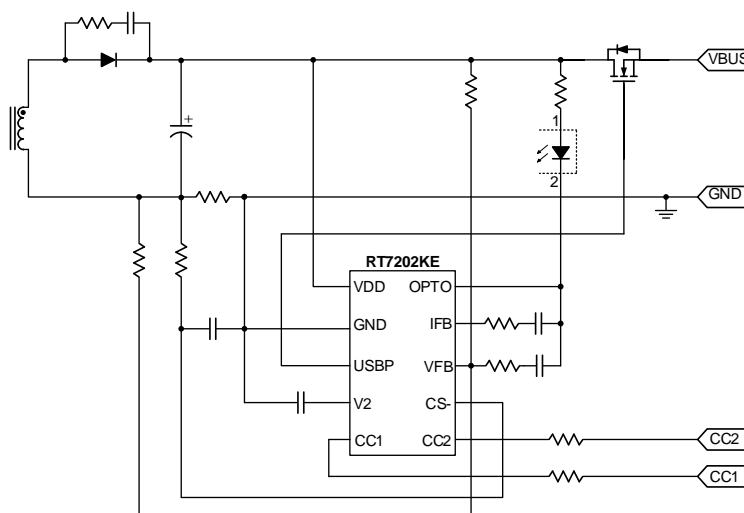 VBUS
+
1
2
GND
RT7202KE
VDD
OPTO
GND
IFB
USBP
VFB
V2
CS-
CC1
CC2
CC2
CC1